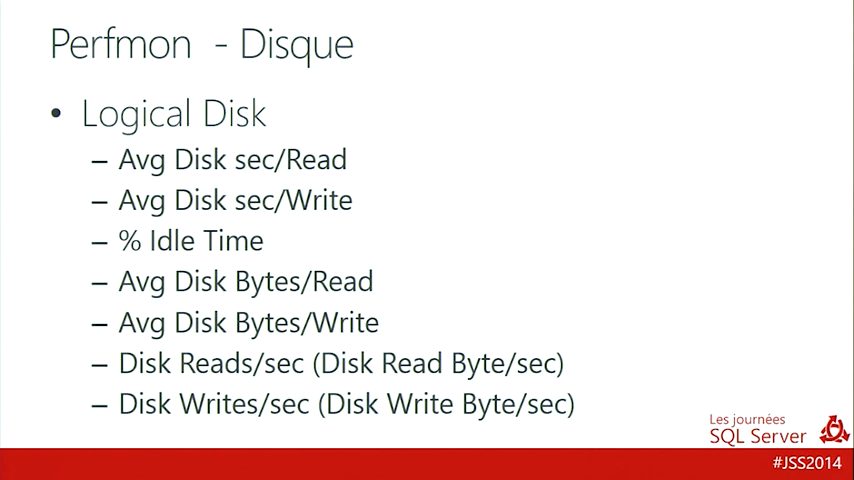 Perfmon - Disque
• Logical Disk
– Avg Disk sec/Read
– Avg Disk sec/Write
– % Idle Time
– Avg Disk Bytes/Read
– Avg Disk Bytes/Write
– Disk Reads/sec (Disk Read Byte/sec)
– Disk Writes/sec (Disk Write Byte/sec)
Les journées
SQL Server
#JSS2014